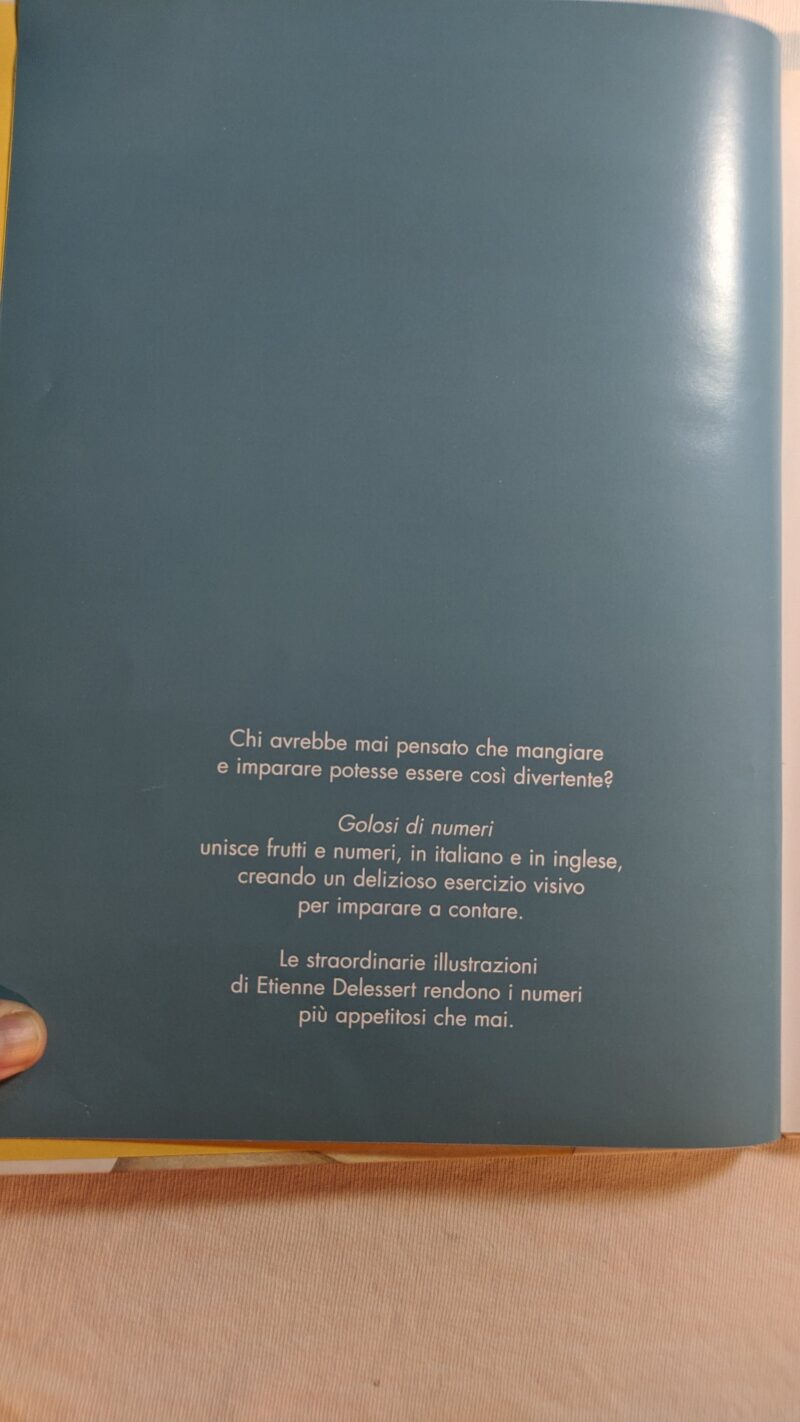 Chi avrebbe mai pensato che mangiare
e imparare potesse essere così divertente?
Golosi di numeri
unisce frutti e numeri, in italiano e in inglese,
creando un delizioso esercizio visivo
per imparare a contare.
Le straordinarie illustrazioni
di Etienne Delessert rendono i numeri
più appetitosi che mai.